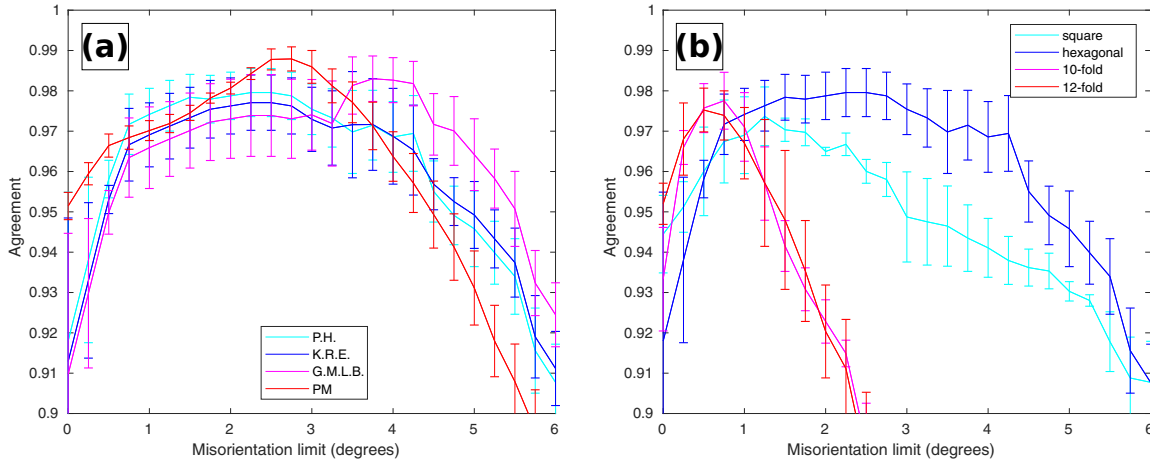 (a)
Agreement
1
0.99
0.98
0.97
0.96
0.95
0.94
0.93
0.92
0.91
0.9
P.H.
K.R.E.
G.M.L.B.
PM
0 1 2 3 4 5 6
Misorientation limit (degrees)
(b)
Agreement
1
0.99
0.98
0.97
0.96
0.95
0.94
0.93
0.92
0.91
0.9
square
hexagonal
10-fold
12-fold
0 1 2 3 4 5 6
Misorientation limit (degrees)